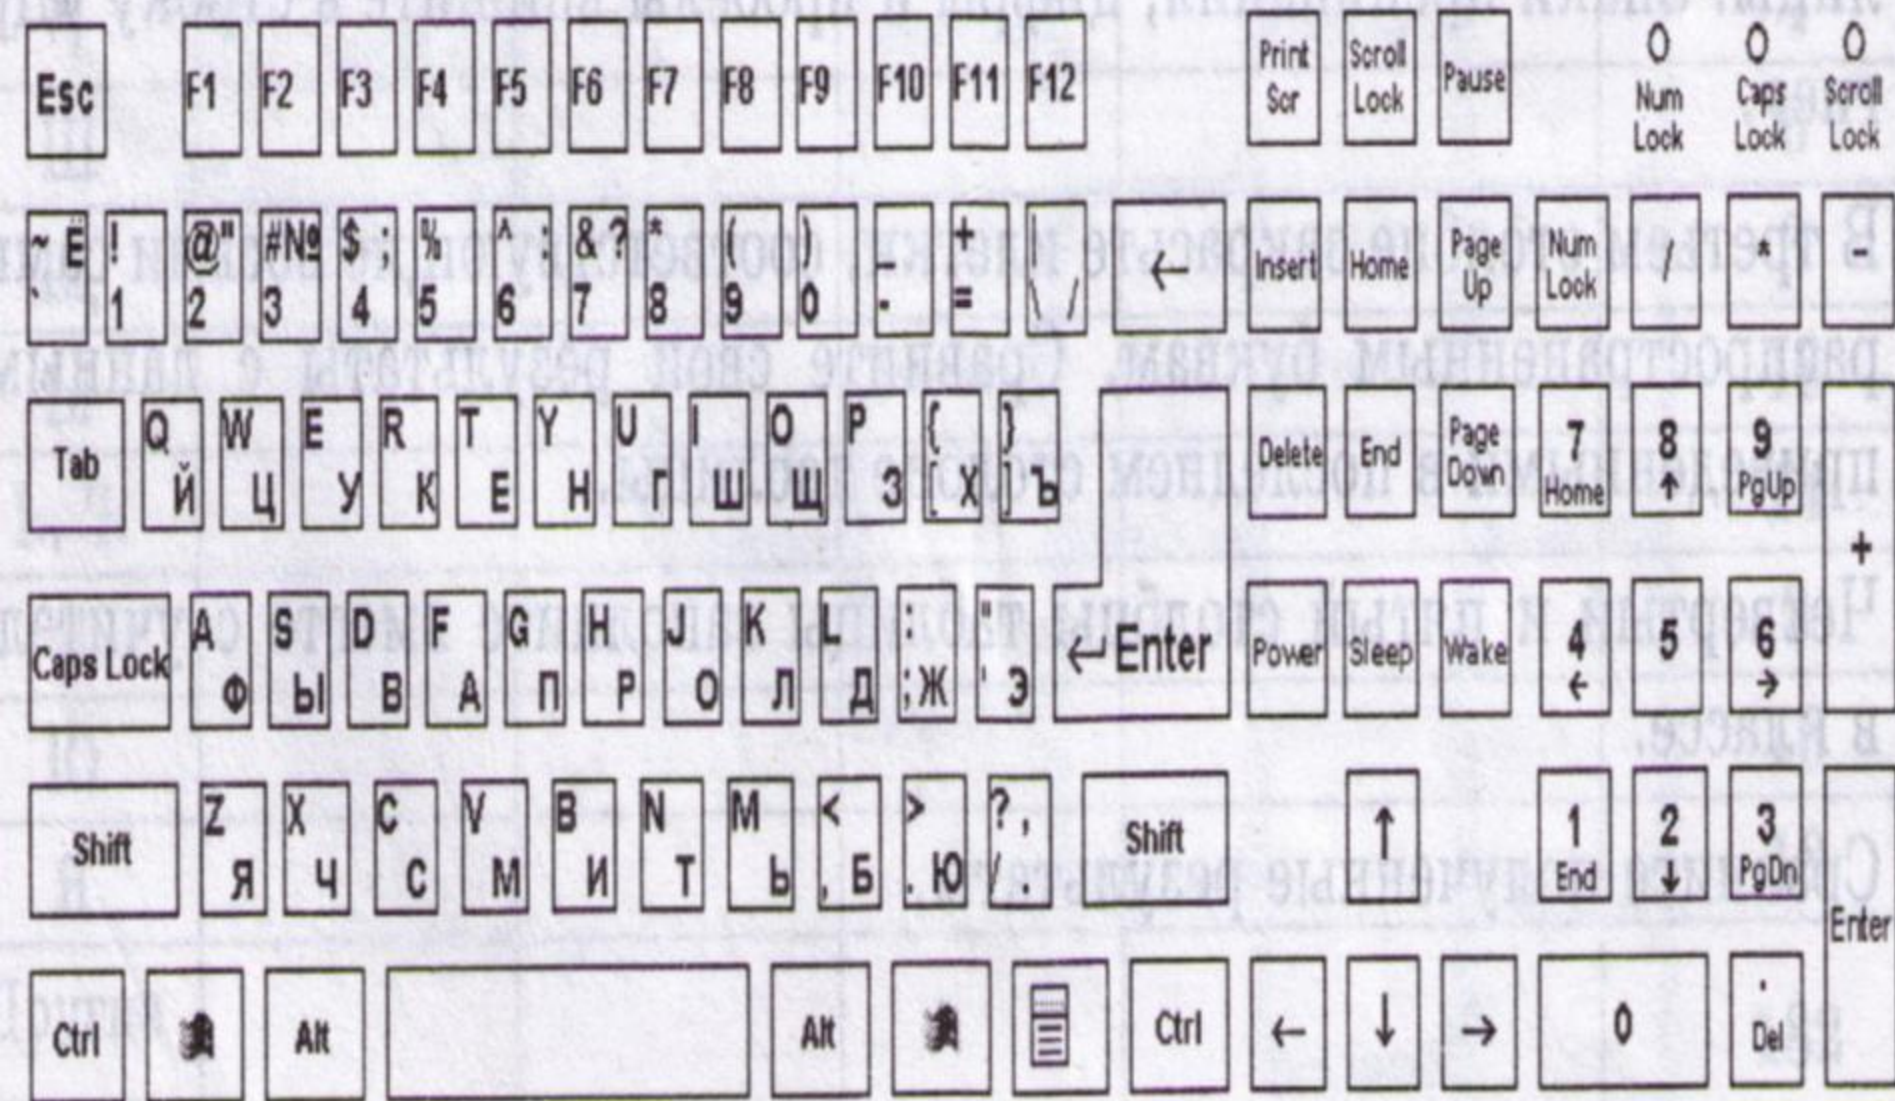 Esc F1 F2 F3 F4 F5 F6 F7 F8 F9 F10 F11 F12 Print Scr Scroll Lock Pause Num Lock Caps Lock Scroll Lock
~ Ё ` ! 1 @" 2 #№ 3 $ ; 4 % 5 ^ : 6 & ? 7 * 8 ( 9 ) 0 _ - + = | \ / ← Insert Home Page Up Num Lock / * -
Tab Q Й W Ц E У R К T Е Y Н U Г I Ш O Щ P З { [ Х } ] Ъ Delete End Page Down 7 Home 8 ↑ 9 PgUp +
Caps Lock A Ф S Ы D В F А G П H Р J О K Л L Д : ; Ж " ' Э ↵ Enter Power Sleep Wake 4 ← 5 6 →
Shift Z Я X Ч C С V М B И N Т M Ь < , Б > . Ю ? , / . Shift ↑ 1 End 2 ↓ 3 PgDn Enter
Ctrl Alt Alt Ctrl ← ↓ → 0 . Del